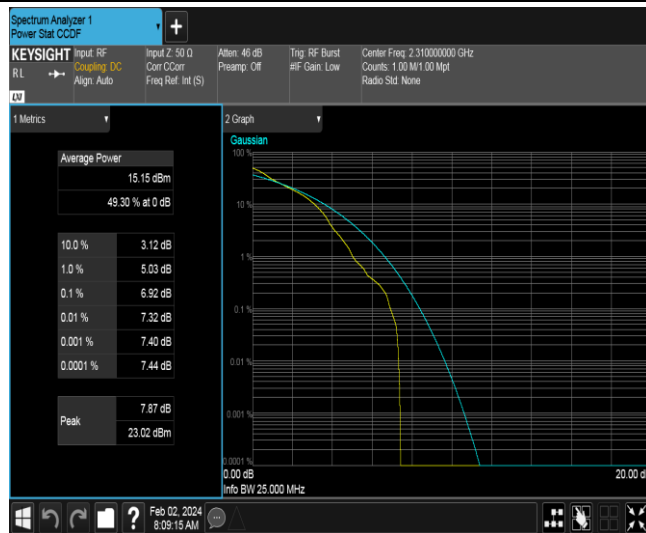 Spectrum Analyzer 1
Power Stat CCDF
+
KEYSIGHT
RL
LXI
Input: RF
Coupling: DC
Align: Auto
Input Z: 50 Ω
Corr CCorr
Freq Ref: Int (S)
Atten: 46 dB
Preamp: Off
Trig: RF Burst
#IF Gain: Low
Center Freq: 2.310000000 GHz
Counts: 1.00 M/1.00 Mpt
Radio Std: None
1 Metrics
Average Power
15.15 dBm
49.30 % at 0 dB
10.0 % 3.12 dB
1.0 % 5.03 dB
0.1 % 6.92 dB
0.01 % 7.32 dB
0.001 % 7.40 dB
0.0001 % 7.44 dB
Peak
7.87 dB
23.02 dBm
2 Graph
Gaussian
100 %
10 %
1 %
0.1 %
0.01 %
0.001 %
0.0001 %
0.00 dB 20.00 d
Info BW 25.000 MHz
?
Feb 02, 2024
8:09:15 AM